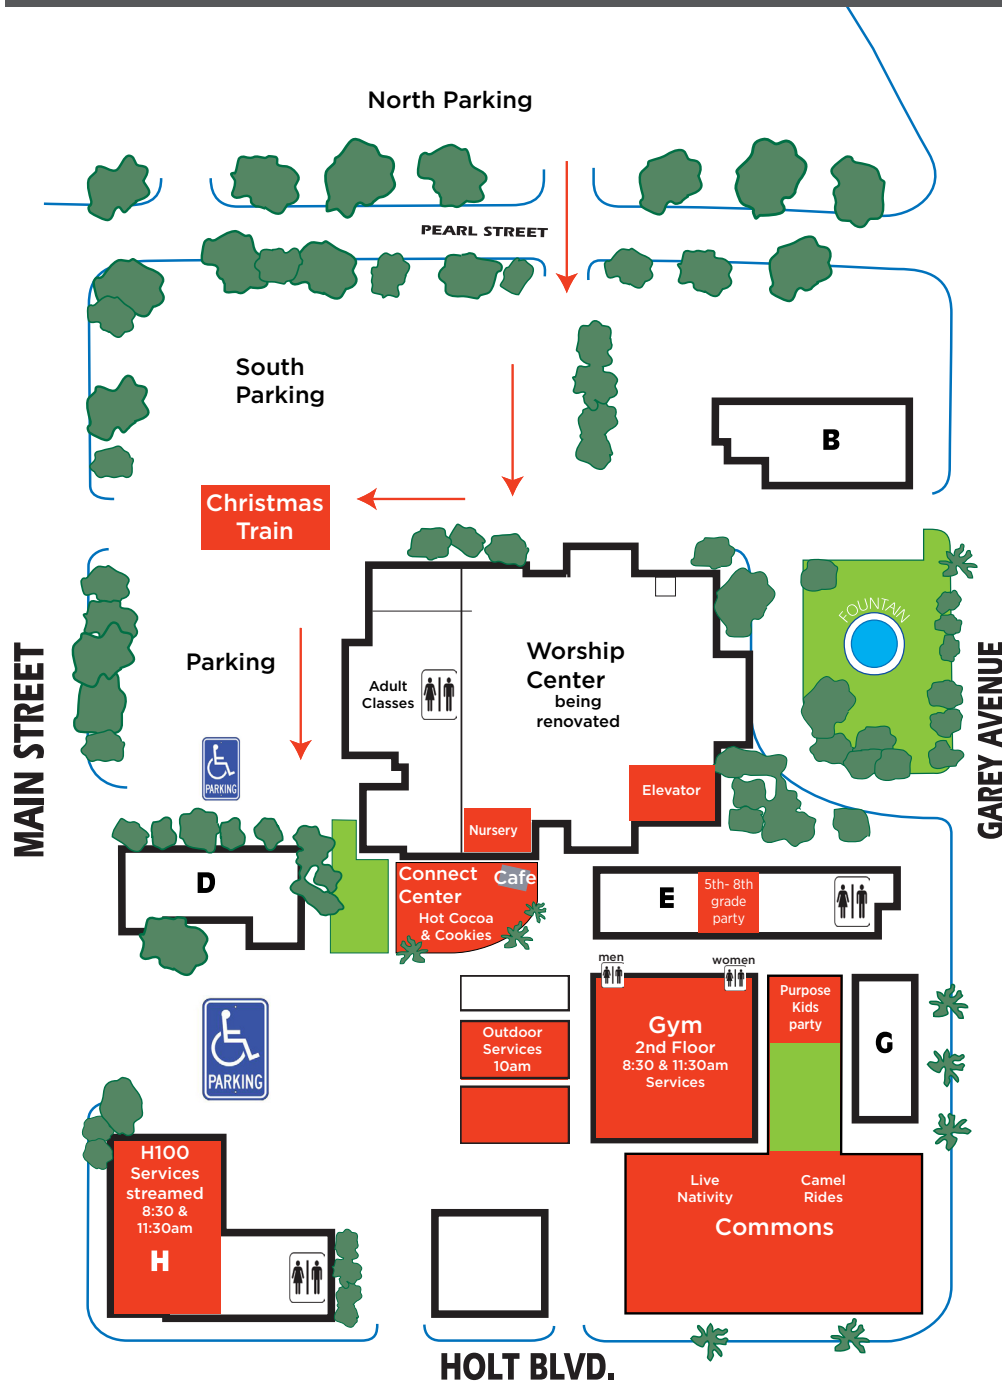 North Parking
PEARL STREET
South
Parking
B
Christmas
Train
FOUNTAIN
MAIN STREET
GAREY AVENUE
Parking
Adult
Classes
Worship
Center
being
renovated
PARKING
Elevator
Nursery
D
Connect
Center
Cafe
Hot Cocoa
& Cookies
E
5th- 8th
grade
party
men
women
Purpose
Kids
party
Gym
2nd Floor
8:30 & 11:30am
Services
Outdoor
Services
10am
G
PARKING
H100
Services
streamed
8:30 &
11:30am
H
Live
Nativity
Camel
Rides
Commons
HOLT BLVD.